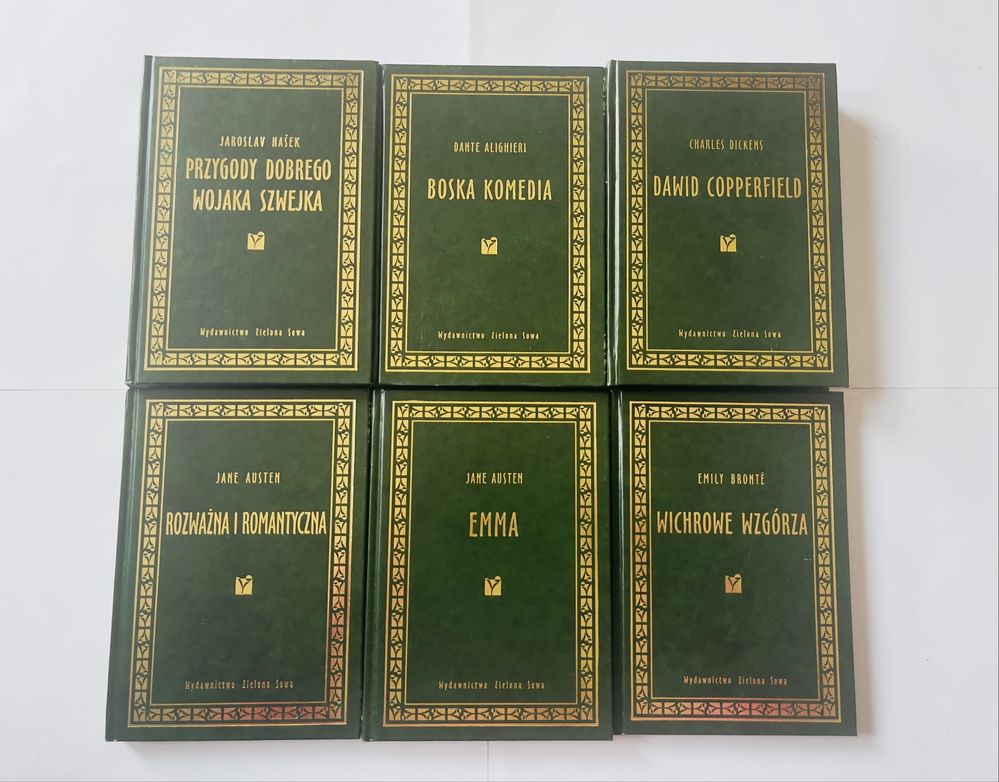 JAROSLAV HAŠEK
PRZYGODY DOBREGO
WOJAKA SZWEJKA
Wydawnictwo Zielona Sowa
DANTE ALIGHIERI
BOSKA KOMEDIA
Wydawnictwo Zielona Sowa
CHARLES DICKENS
DAWID COPPERFIELD
Wydawnictwo Zielona Sowa
JANE AUSTEN
ROZWAŻNA I ROMANTYCZNA
Wydawnictwo Zielona Sowa
JANE AUSTEN
EMMA
Wydawnictwo Zielona Sowa
EMILY BRONTË
WICHROWE WZGÓRZA
Wydawnictwo Zielona Sowa